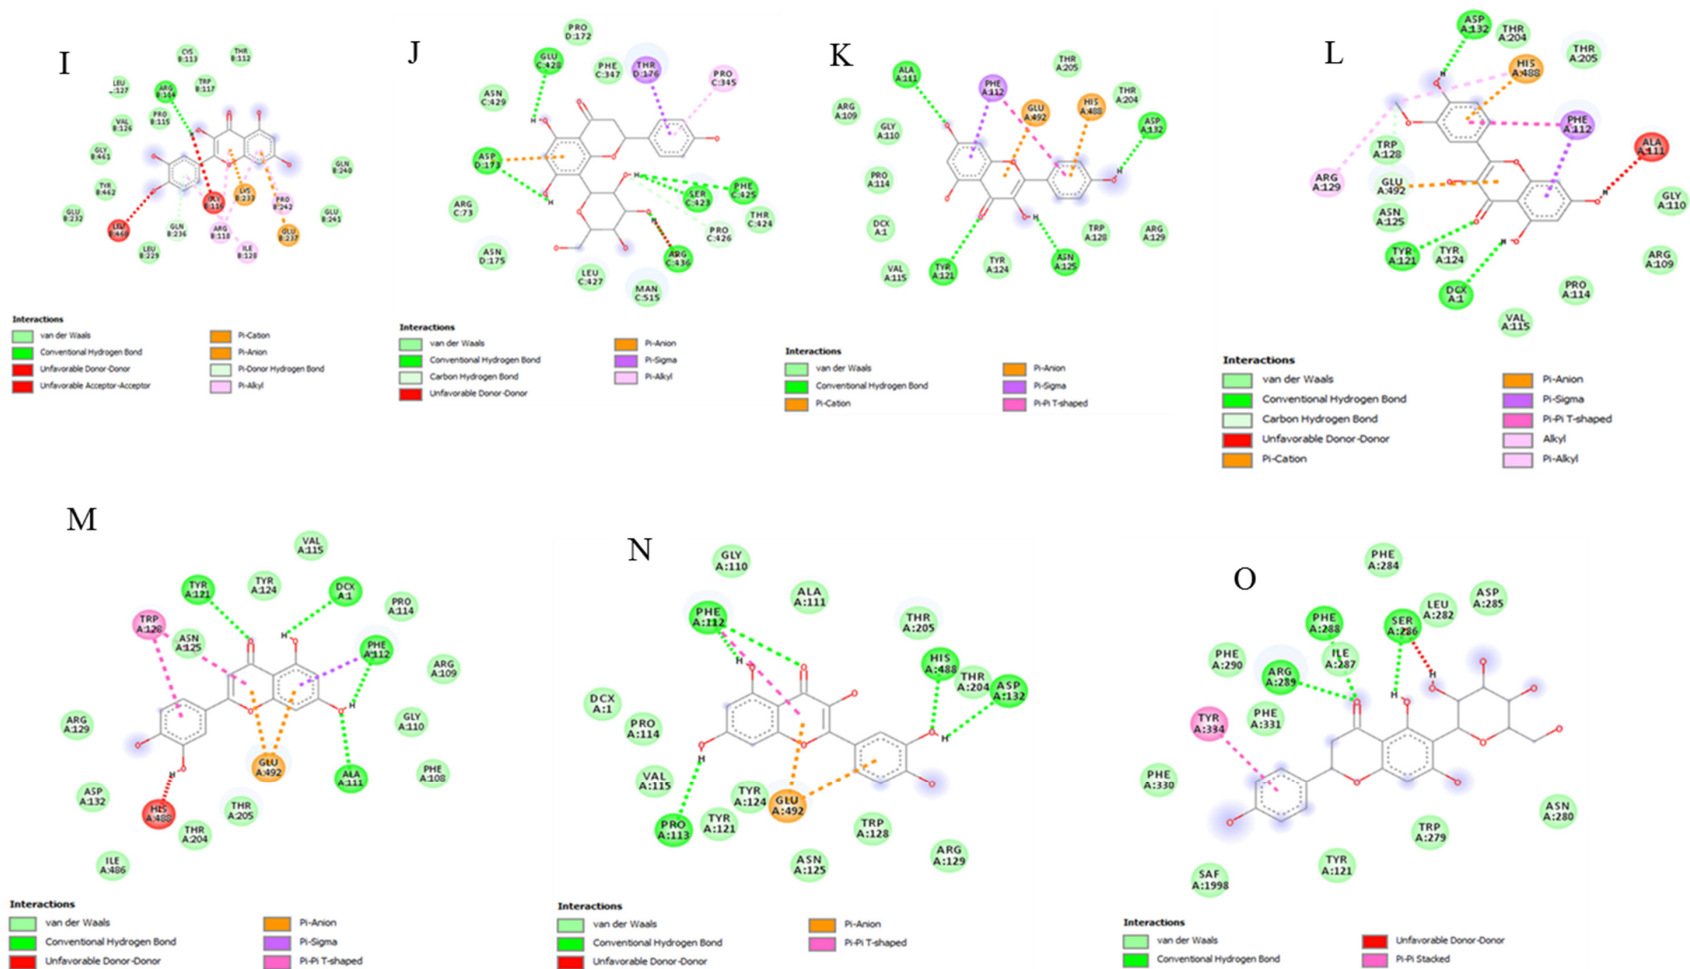 I
CYS
B:113
THR
B:112
LEU
:127
ARG
B:114
TRP
B:117
PRO
B:115
VAL
B:126
GLY
B:461
TYR
B:462
GLU
B:232
LEU
B:460
LEU
B:229
GLN
B:236
B:116
ARG
B:118
LYS
B:233
ILE
B:128
PRO
B:242
GLU
B:237
GLN
B:240
GLU
B:241
Interactions
van der Waals
Conventional Hydrogen Bond
Unfavorable Donor-Donor
Unfavorable Acceptor-Acceptor
Pi-Cation
Pi-Anion
Pi-Donor Hydrogen Bond
Pi-Alkyl
J
PRO
D:172
GLU
C:428
PHE
C:347
THR
D:176
PRO
C:345
ASN
C:429
ASP
D:173
ARG
C:73
ASN
D:175
LEU
C:427
MAN
C:515
ARG
C:436
PRO
C:426
SER
C:423
PHE
C:425
THR
C:424
Interactions
van der Waals
Conventional Hydrogen Bond
Carbon Hydrogen Bond
Unfavorable Donor-Donor
Pi-Anion
Pi-Sigma
Pi-Alkyl
K
ALA
A:111
PHE
A:112
THR
A:205
ARG
A:109
GLU
A:492
HIS
A:488
THR
A:204
ASP
A:132
GLY
A:110
PRO
A:114
DCX
A:1
VAL
A:115
TYR
A:121
TYR
A:124
ASN
A:125
TRP
A:128
ARG
A:129
Interactions
van der Waals
Conventional Hydrogen Bond
Pi-Cation
Pi-Anion
Pi-Sigma
Pi-Pi T-shaped
L
ASP
A:132
THR
A:204
THR
A:205
HIS
A:488
PHE
A:112
ALA
A:111
TRP
A:128
ARG
A:129
GLU
A:492
ASN
A:125
TYR
A:121
TYR
A:124
DCX
A:1
VAL
A:115
PRO
A:114
ARG
A:109
GLY
A:110
Interactions
van der Waals
Conventional Hydrogen Bond
Carbon Hydrogen Bond
Unfavorable Donor-Donor
Pi-Cation
Pi-Anion
Pi-Sigma
Pi-Pi T-shaped
Alkyl
Pi-Alkyl
M
VAL
A:115
TYR
A:121
TYR
A:124
DCX
A:1
PRO
A:114
TRP
A:128
ASN
A:125
PHE
A:112
ARG
A:109
ARG
A:129
GLY
A:110
GLU
A:492
ALA
A:111
PHE
A:108
ASP
A:132
HIS
A:488
THR
A:205
THR
A:204
ILE
A:486
Interactions
van der Waals
Conventional Hydrogen Bond
Unfavorable Donor-Donor
Pi-Anion
Pi-Sigma
Pi-Pi T-shaped
N
GLY
A:110
PHE
A:112
ALA
A:111
THR
A:205
HIS
A:488
THR
A:204
ASP
A:132
DCX
A:1
PRO
A:114
VAL
A:115
TYR
A:124
GLU
A:492
PRO
A:113
TYR
A:121
TRP
A:128
ASN
A:125
ARG
A:129
Interactions
van der Waals
Conventional Hydrogen Bond
Unfavorable Donor-Donor
Pi-Anion
Pi-Pi T-shaped
O
PHE
A:284
PHE
A:288
SER
A:286
LEU
A:282
ASP
A:285
PHE
A:290
ARG
A:289
ILE
A:287
TYR
A:334
PHE
A:331
PHE
A:330
ASN
A:280
TRP
A:279
TYR
A:121
SAF
A:1998
Interactions
van der Waals
Conventional Hydrogen Bond
Unfavorable Donor-Donor
Pi-Pi Stacked